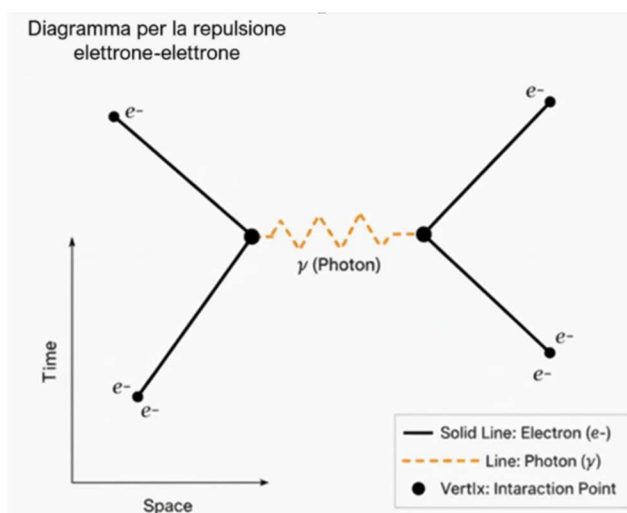 Diagramma per la repulsione
elettrone-elettrone
e-
e-
γ (Photon)
Time
e-
e-
e-
e-
Space
Solid Line: Electron (e-)
Line: Photon (γ)
Vertlx: Intaraction Point